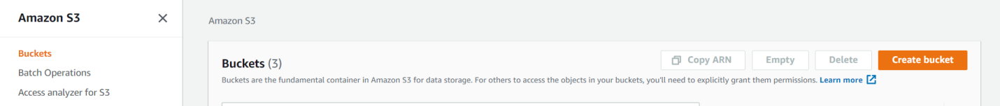 Amazon S3
Buckets
Batch Operations
Access analyzer for S3
Amazon S3
Buckets (3)
Copy ARN
Empty
Delete
Create bucket
Buckets are the fundamental container in Amazon S3 for data storage. For others to access the objects in your buckets, you'll need to explicitly grant them permissions. Learn more